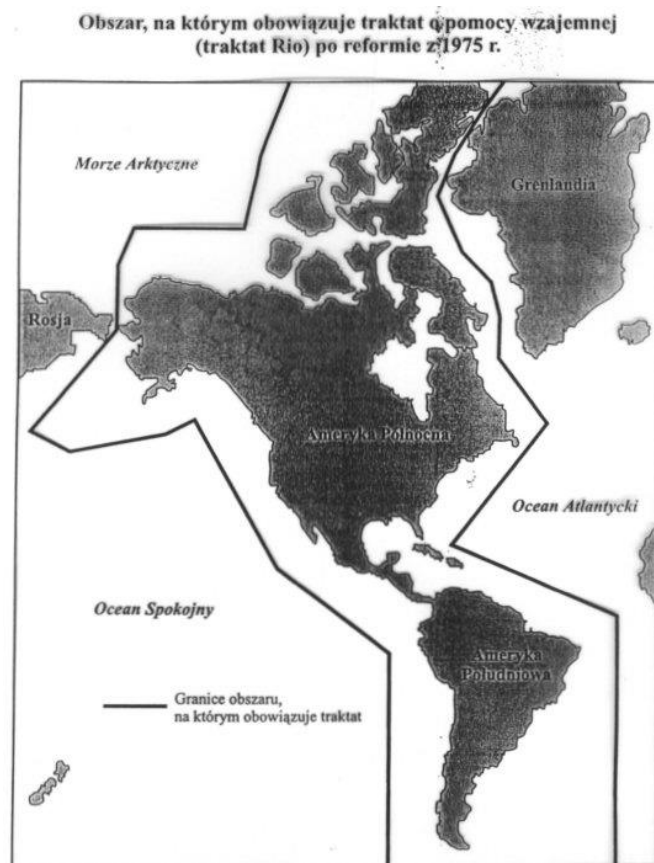 Obszar, na którym obowiązuje traktat o pomocy wzajemnej
(traktat Rio) po reformie z 1975 r.
Morze Arktyczne
Grenlandia
Rosja
Ameryka Północna
Ocean Atlantycki
Ocean Spokojny
Ameryka
Południowa
Granice obszaru,
na którym obowiązuje traktat